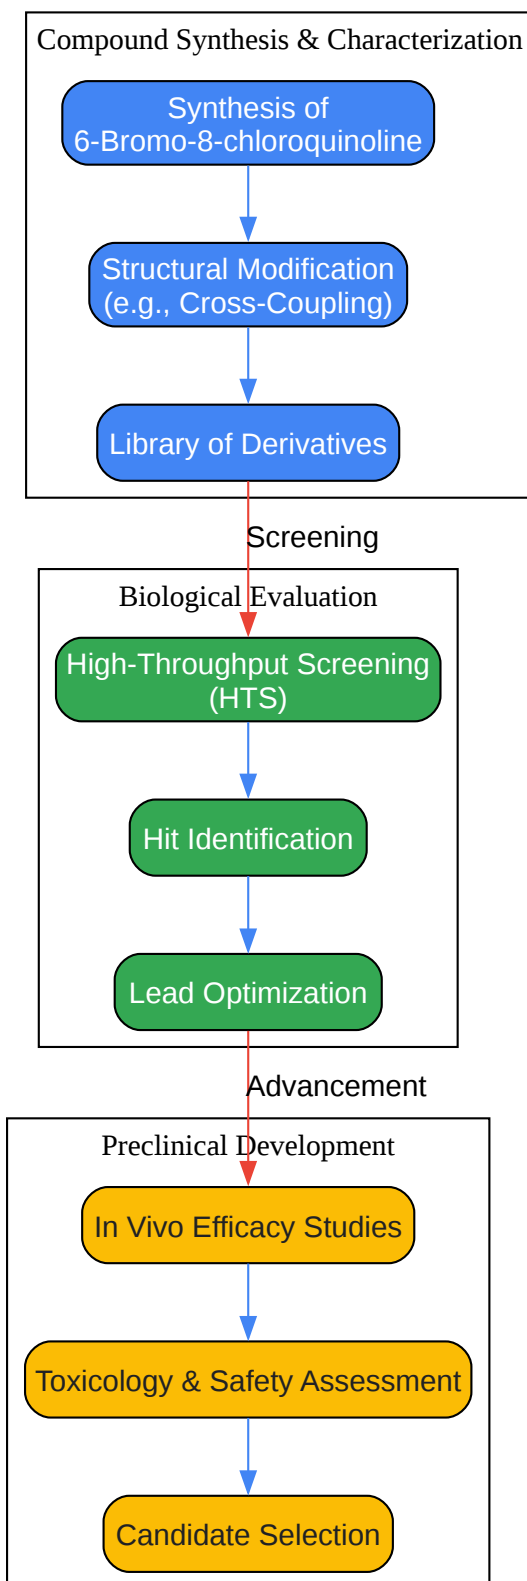 Compound Synthesis & Characterization
Synthesis of
6-Bromo-8-chloroquinoline
Structural Modification
(e.g., Cross-Coupling)
Library of Derivatives
Screening
Biological Evaluation
High-Throughput Screening
(HTS)
Hit Identification
Lead Optimization
Advancement
Preclinical Development
In Vivo Efficacy Studies
Toxicology & Safety Assessment
Candidate Selection